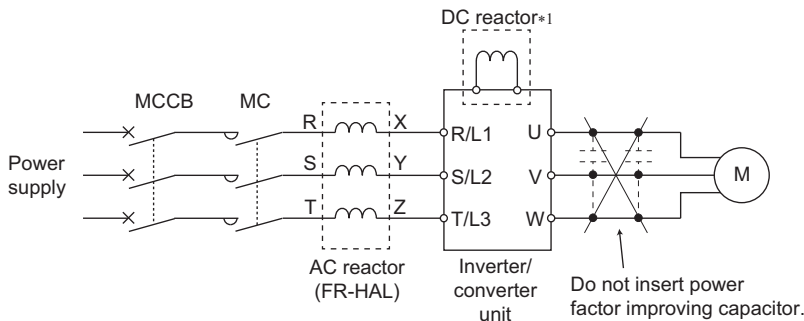 DC reactor*1
MCCB
MC
R
X
R/L1
U
Power
supply
S
Y
S/L2
V
M
T
Z
T/L3
W
AC reactor
(FR-HAL)
Inverter/
converter
unit
Do not insert power
factor improving capacitor.